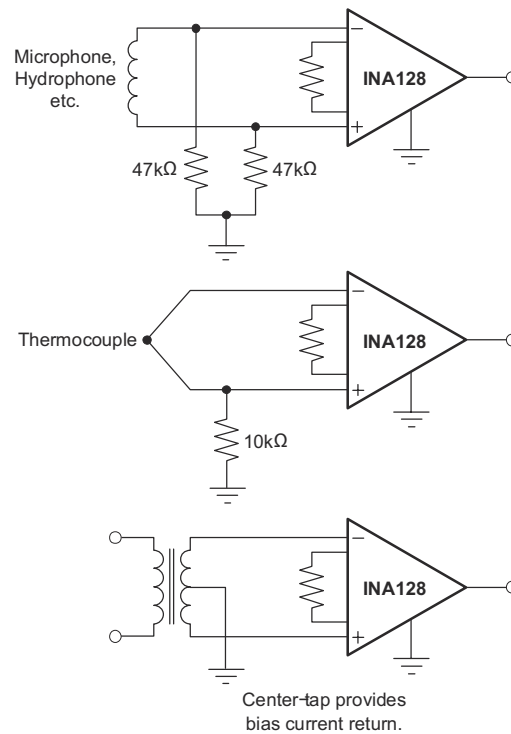 Microphone,
Hydrophone
etc.
−
INA128
+
47kΩ
47kΩ
Thermocouple
−
INA128
+
10kΩ
−
INA128
+
Center-tap provides
bias current return.